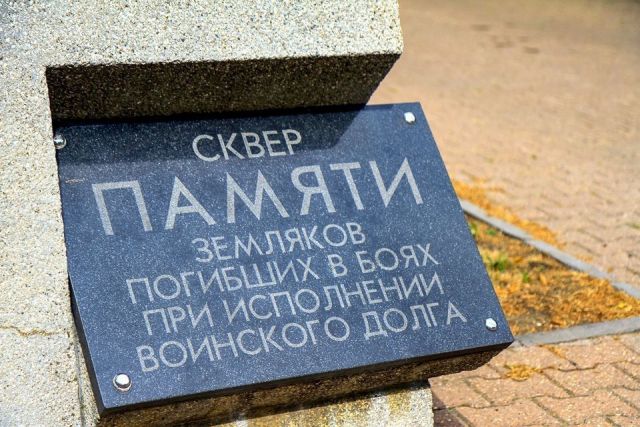 СКВЕР
ПАМЯТИ
ЗЕМЛЯКОВ
ПОГИБШИХ В БОЯХ
ПРИ ИСПОЛНЕНИИ
ВОИНСКОГО ДОЛГА